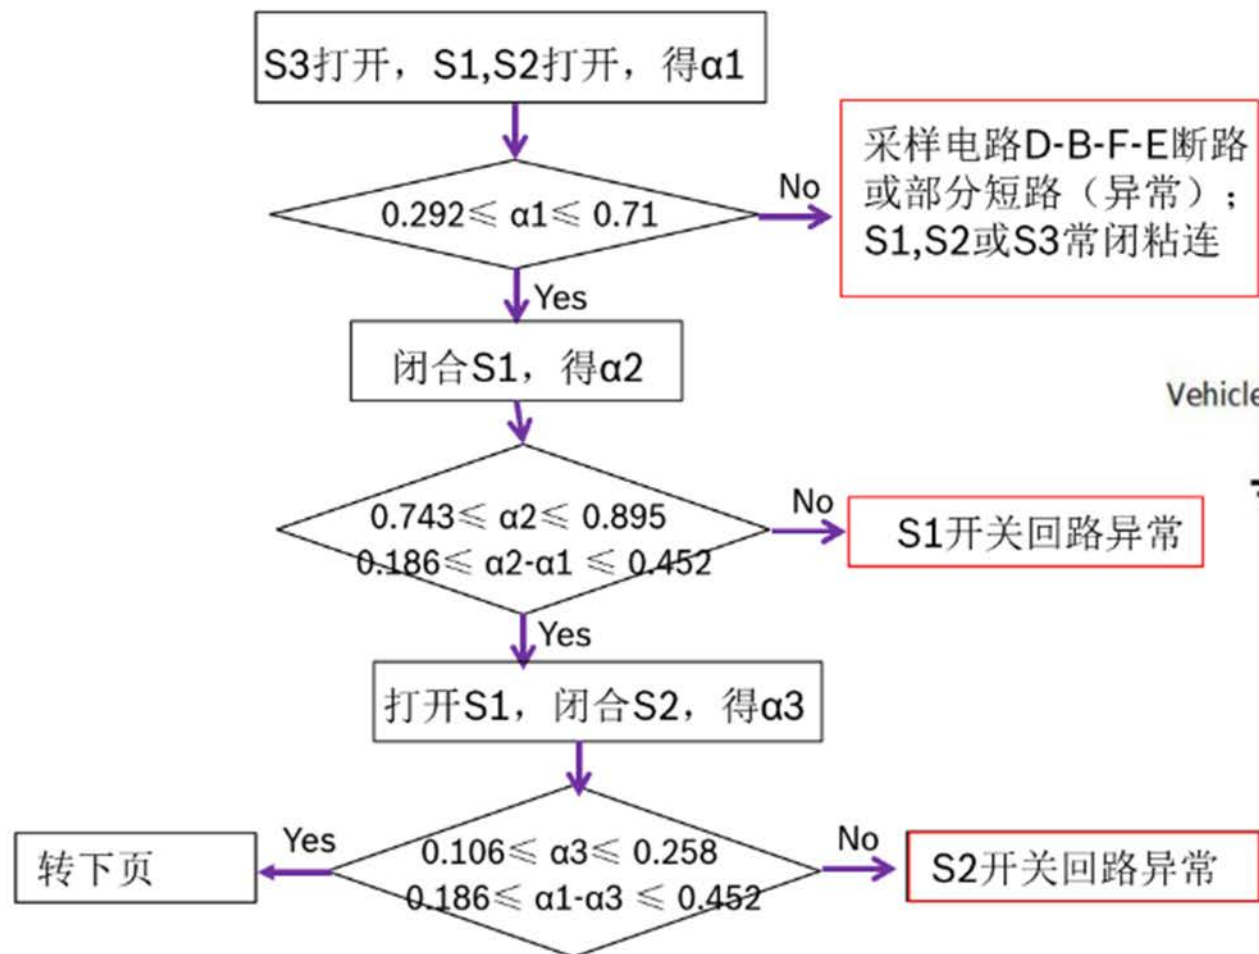 S3打开，S1,S2打开，得α1
0.292≤ α1≤ 0.71
No
采样电路D-B-F-E断路
或部分短路（异常）；
S1,S2或S3常闭粘连
Yes
闭合S1，得α2
Vehicle
0.743≤ α2≤ 0.895
0.186≤ α2-α1 ≤ 0.452
No
S1开关回路异常
Yes
打开S1，闭合S2，得α3
0.106≤ α3≤ 0.258
0.186≤ α1-α3 ≤ 0.452
Yes
转下页
No
S2开关回路异常